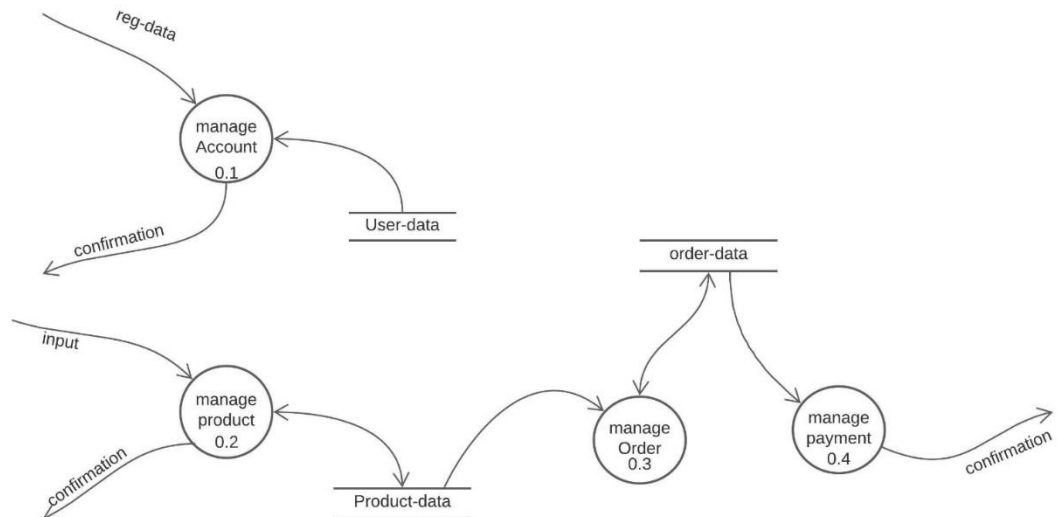 reg-data
manage
Account
0.1
User-data
confirmation
order-data
input
manage
product
0.2
confirmation
Product-data
manage
Order
0.3
manage
payment
0.4
confirmation